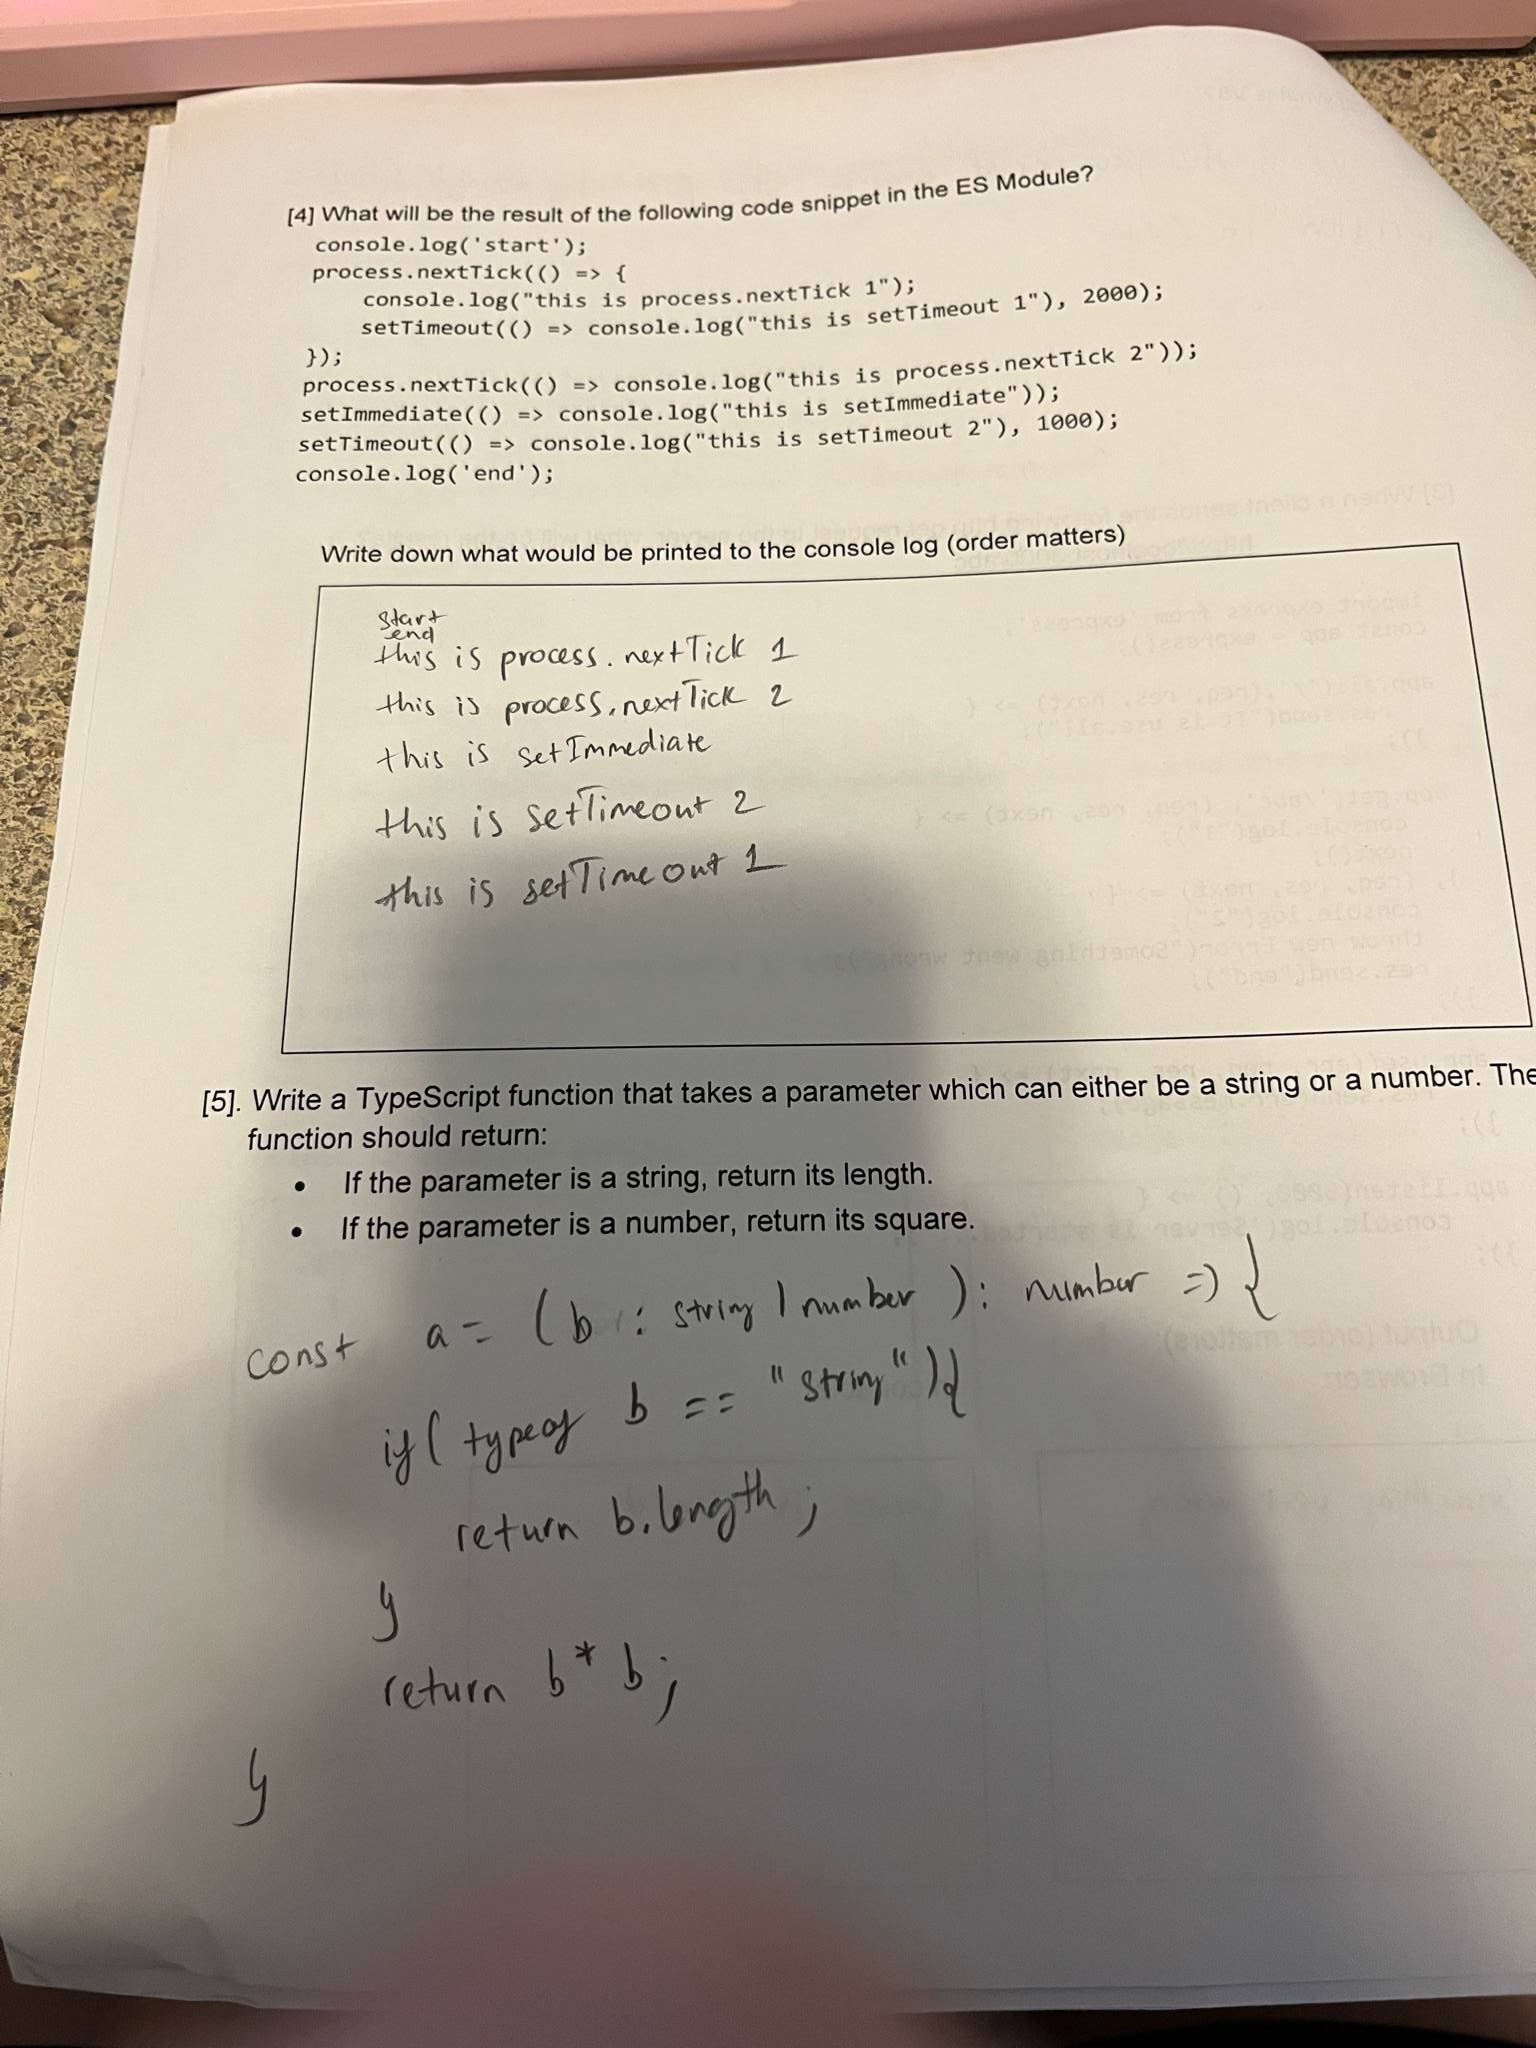 [4] What will be the result of the following code snippet in the ES Module?
console.log('start');
process.nextTick(() => {
console.log("this is process.nextTick 1");
setTimeout(() => console.log("this is setTimeout 1"), 2000);
});
process.nextTick(() => console.log("this is process.nextTick 2"));
setImmediate(() => console.log("this is setImmediate"));
setTimeout(() => console.log("this is setTimeout 2"), 1000);
console.log('end');
Write down what would be printed to the console log (order matters)
start
end
this is process.nextTick 1
this is process.nextTick 2
this is setImmediate
this is setTimeout 2
this is setTimeout 1
[5]. Write a TypeScript function that takes a parameter which can either be a string or a number. The
function should return:
• If the parameter is a string, return its length.
• If the parameter is a number, return its square.
const a = (b : string | number ): number => {
if( typeof b == "string" ){
return b.length ;
}
return b * b;
}